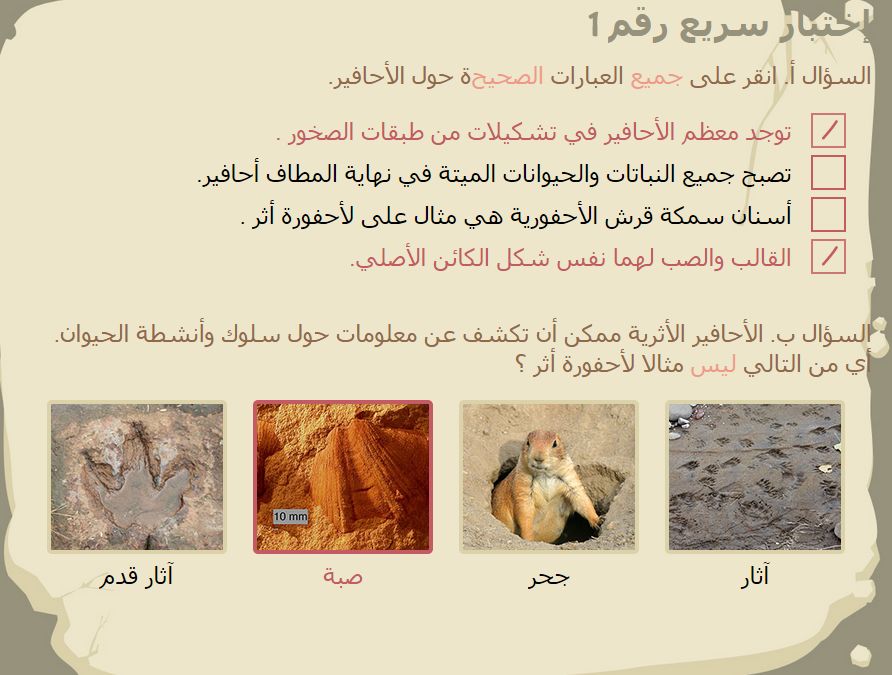 إختبار سريع رقم 1
السؤال أ. انقر على جميع العبارات الصحيحة حول الأحافير.
توجد معظم الأحافير في تشكيلات من طبقات الصخور .
تصبح جميع النباتات والحيوانات الميتة في نهاية المطاف أحافير.
أسنان سمكة قرش الأحفورية هي مثال على لأحفورة أثر .
القالب والصب لهما نفس شكل الكائن الأصلي.
السؤال ب. الأحافير الأثرية ممكن أن تكشف عن معلومات حول سلوك وأنشطة الحيوان.
أي من التالي ليس مثالا لأحفورة أثر ؟
10 mm
آثار جحر صبة آثار قدم